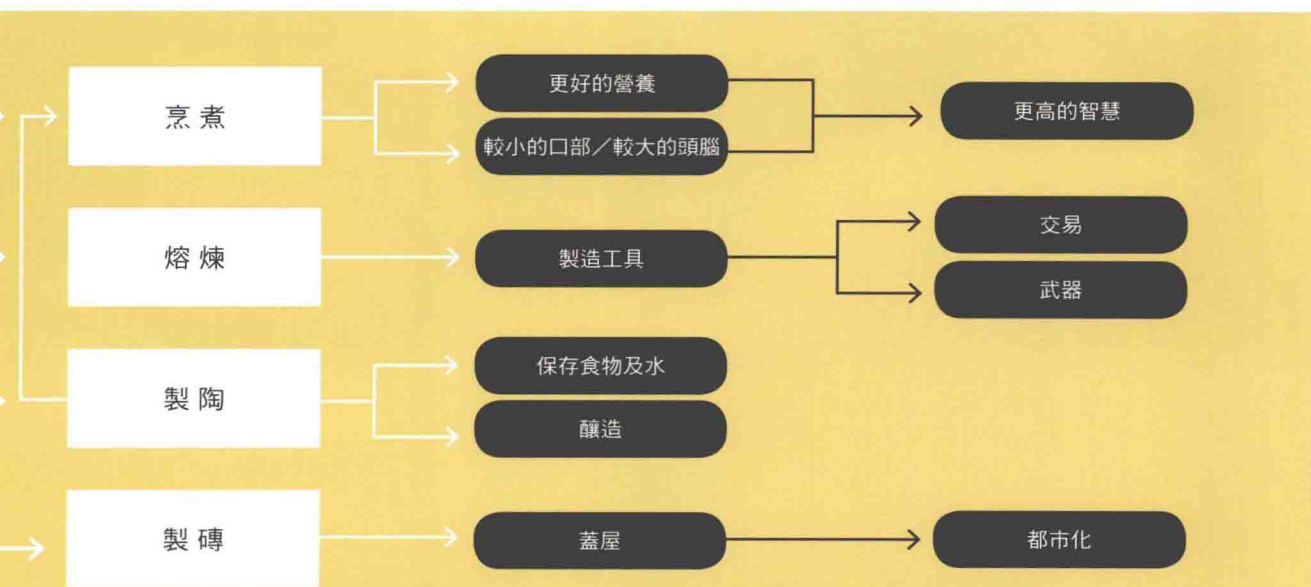 烹煮
更好的營養
較小的口部／較大的頭腦
更高的智慧
熔煉
製造工具
交易
武器
製陶
保存食物及水
釀造
製磚
蓋屋
都市化